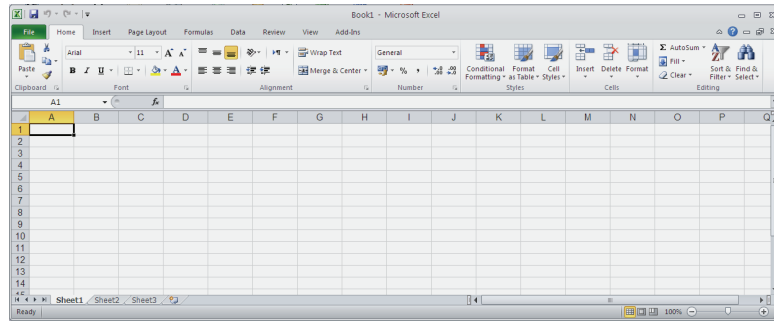 Book1 - Microsoft Excel
File Home Insert Page Layout Formulas Data Review View Add-Ins
Paste
Arial 11
A A
Wrap Text
General
Σ AutoSum
Fill
Clear
B I U A
Merge & Center
% ,
Conditional Formatting
Format as Table
Cell Styles
Insert Delete Format
Sort & Filter
Find & Select
Clipboard Font Alignment Number Styles Cells Editing
A1 fx
A B C D E F G H I J K L M N O P Q
1
2
3
4
5
6
7
8
9
10
11
12
13
14
Sheet1 Sheet2 Sheet3
Ready 100%